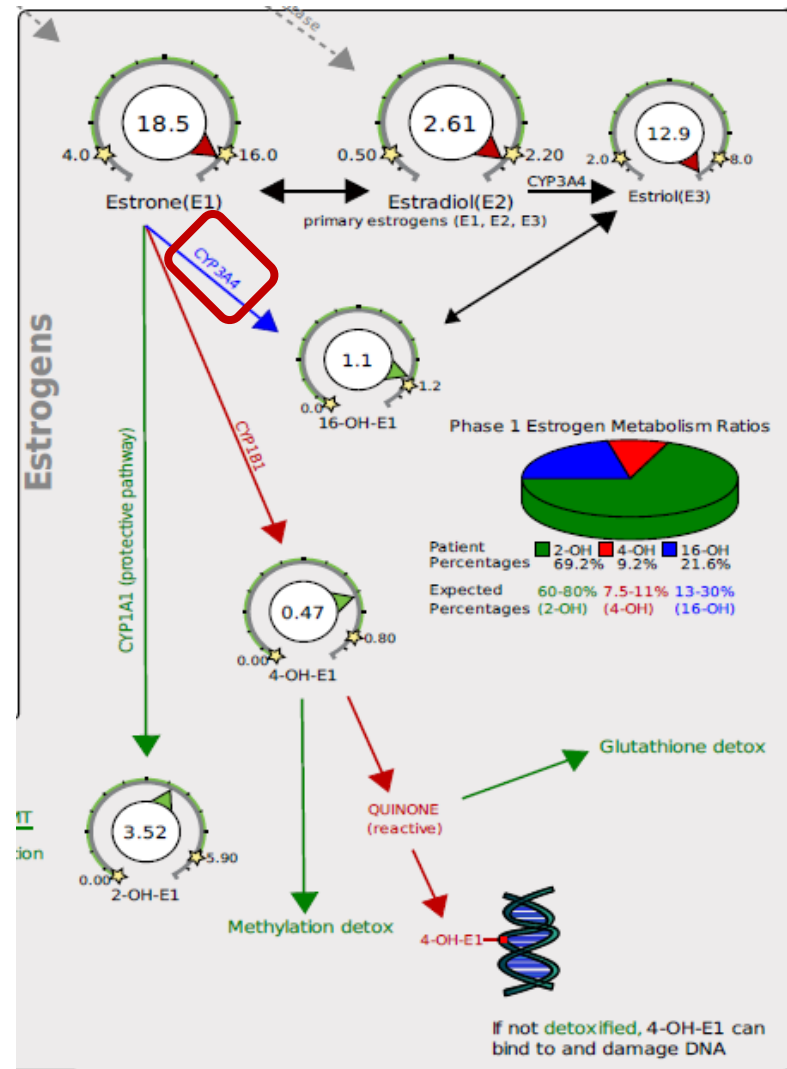 ease
18.5
4.0
16.0
Estrone(E1)
2.61
0.50
2.20
Estradiol(E2)
primary estrogens (E1, E2, E3)
CYP3A4
12.9
2.0
8.0
Estriol(E3)
CYP3A4
1.1
0.0
1.2
16-OH-E1
Estrogens
CYP1A1 (protective pathway)
CYP1B1
Phase 1 Estrogen Metabolism Ratios
Patient Percentages
2-OH 4-OH 16-OH
69.2% 9.2% 21.6%
Expected Percentages
60-80% 7.5-11% 13-30%
(2-OH) (4-OH) (16-OH)
0.47
0.00
0.80
4-OH-E1
Glutathione detox
QUINONE
(reactive)
3.52
0.00
5.90
2-OH-E1
MT
ion
Methylation detox
4-OH-E1
If not detoxified, 4-OH-E1 can
bind to and damage DNA